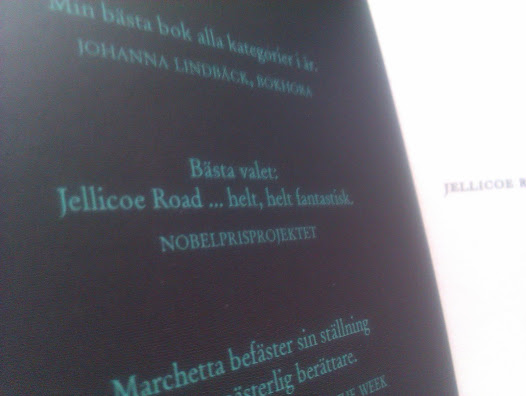 Min bästa bok alla kategorier i år.
JOHANNA LINDBÄCK, BOKHORA
Bästa valet:
Jellicoe Road ... helt, helt fantastisk.
NOBELPRISPROJEKTET
Marchetta befäster sin ställning
berättare.
WEEK
JELLICOE